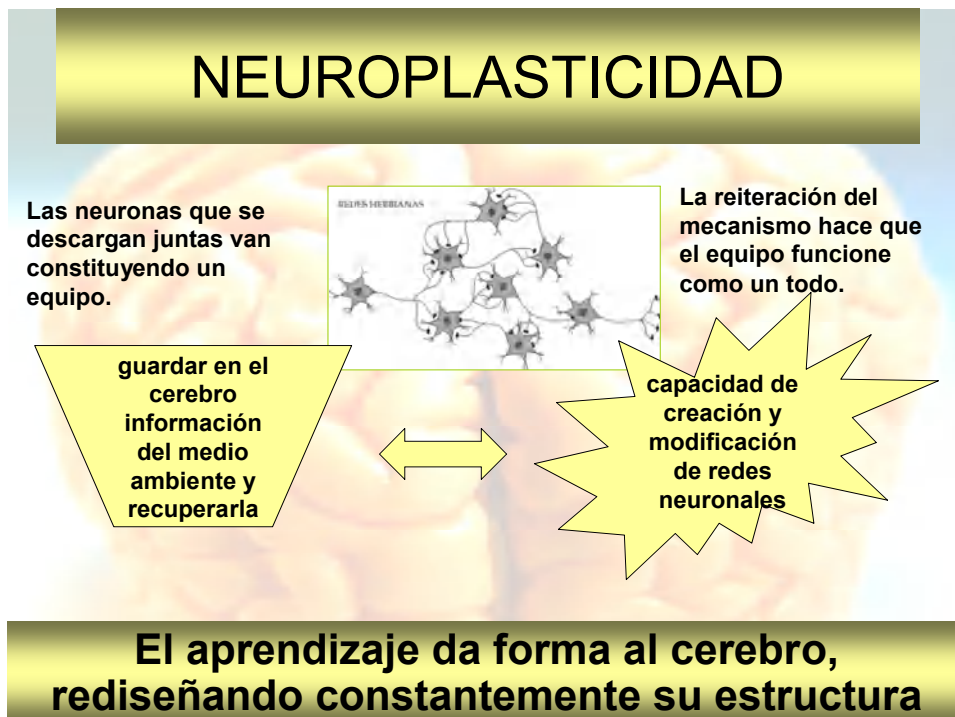 NEUROPLASTICIDAD
Las neuronas que se
descargan juntas van
constituyendo un
equipo.
REDES HEBBIANAS
La reiteración del
mecanismo hace que
el equipo funcione
como un todo.
guardar en el
cerebro
información
del medio
ambiente y
recuperarla
capacidad de
creación y
modificación
de redes
neuronales
El aprendizaje da forma al cerebro,
rediseñando constantemente su estructura